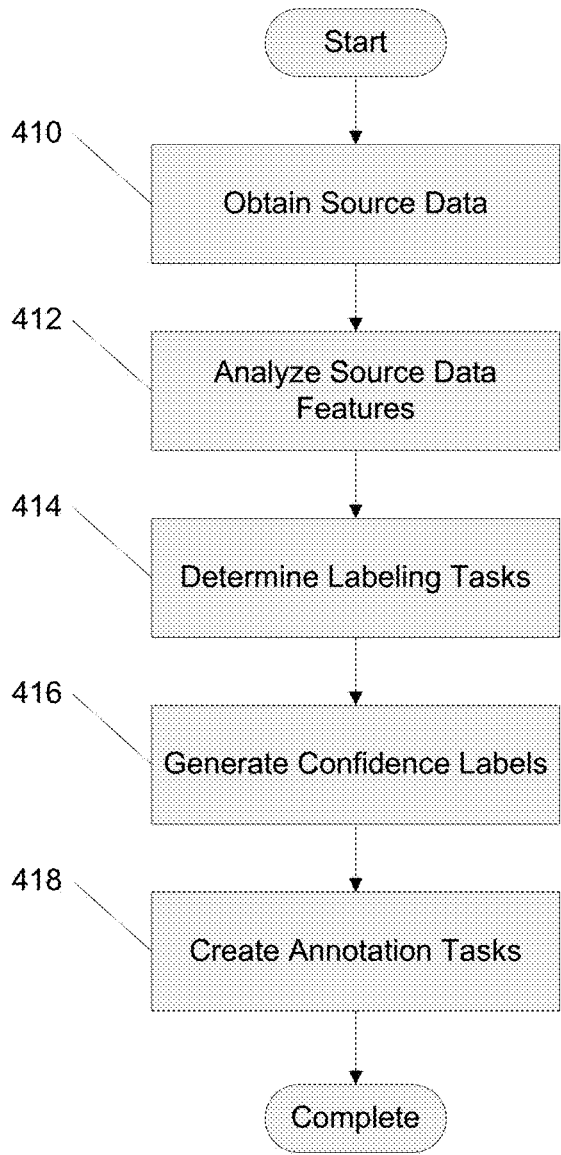 Start
410
Obtain Source Data
412
Analyze Source Data
Features
414
Determine Labeling Tasks
416
Generate Confidence Labels
418
Create Annotation Tasks
Complete